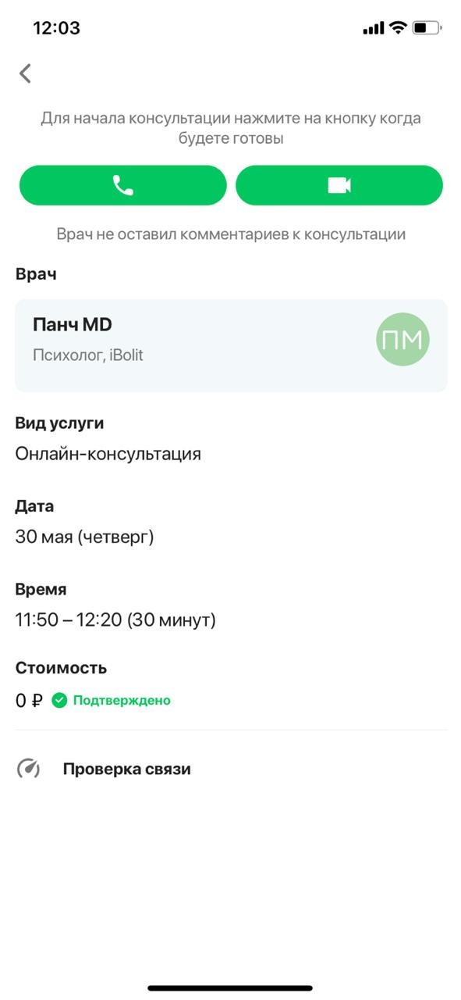 12:03
Для начала консультации нажмите на кнопку когда
будете готовы
Врач не оставил комментариев к консультации
Врач
Панч MD
Психолог, iBolit
ПМ
Вид услуги
Онлайн-консультация
Дата
30 мая (четверг)
Время
11:50 – 12:20 (30 минут)
Стоимость
0 ₽ Подтверждено
Проверка связи